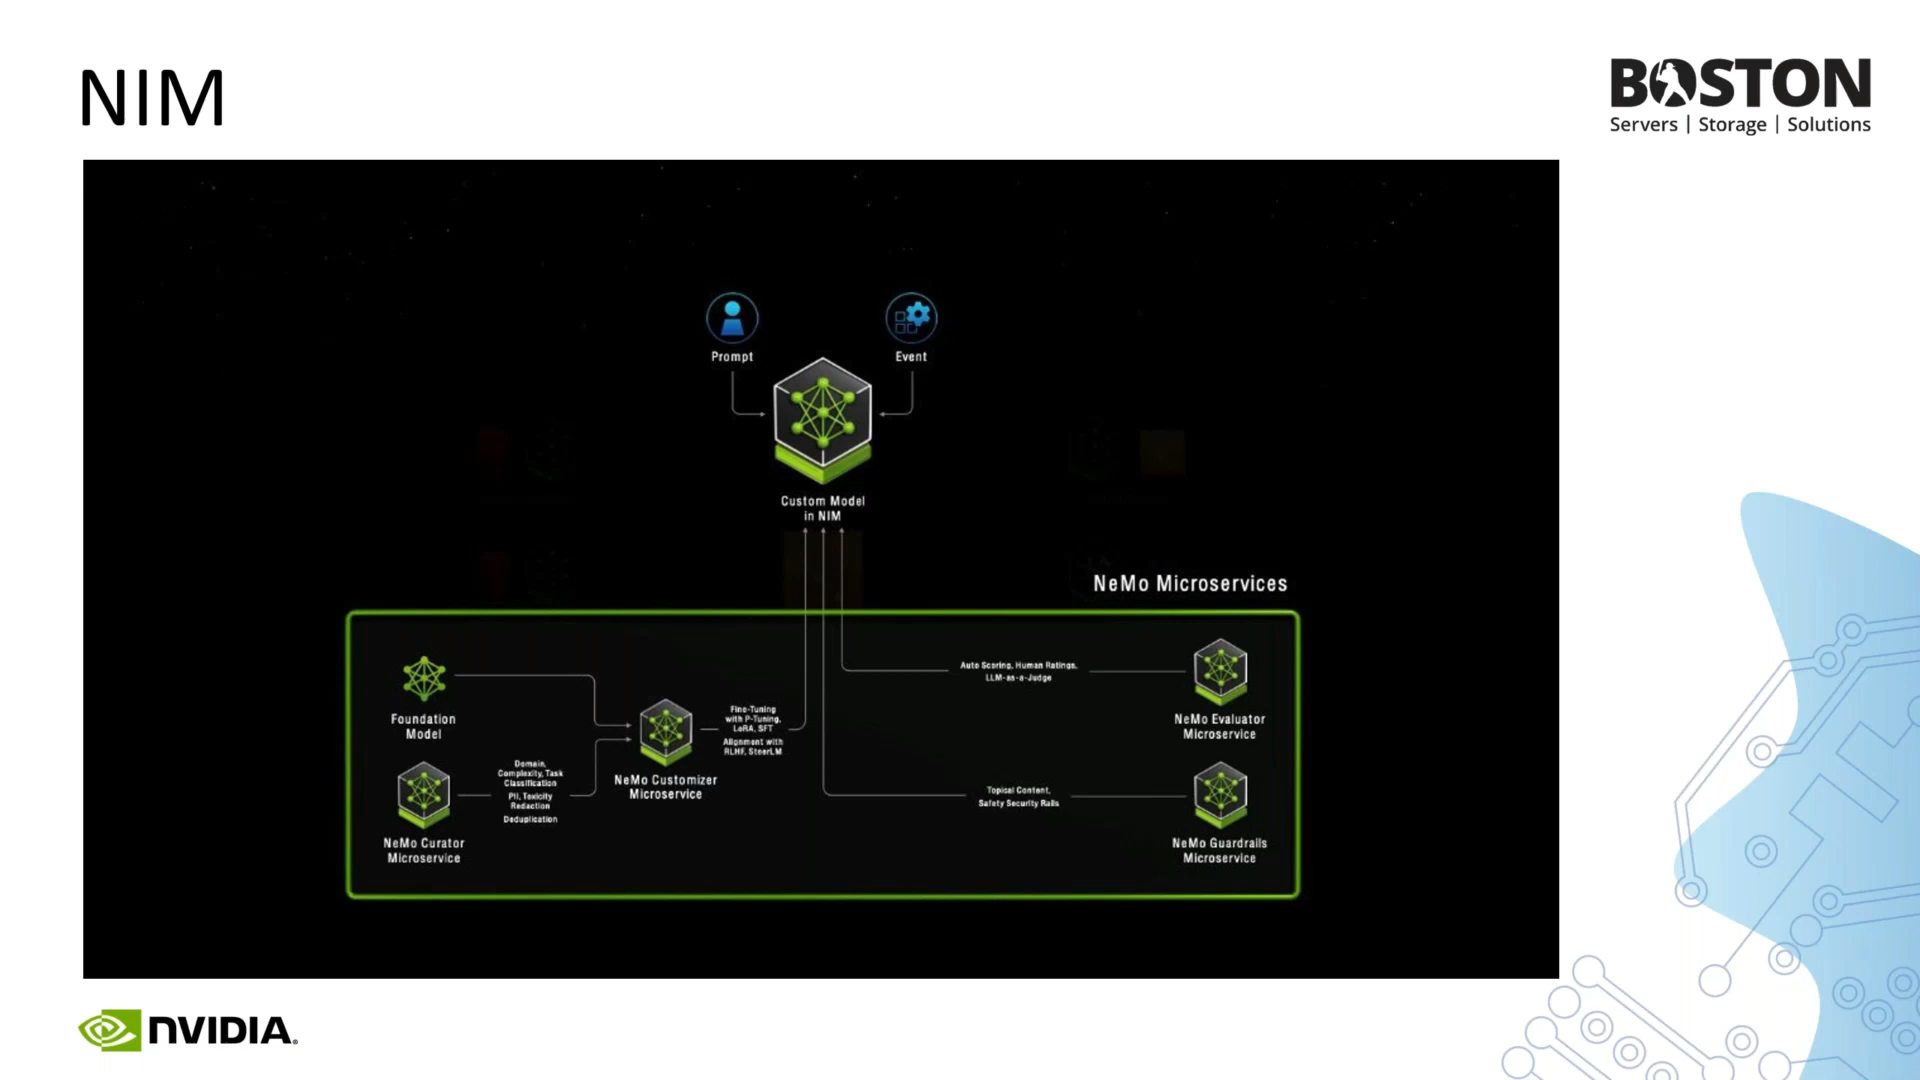 NIM
BOSTON
Servers | Storage | Solutions
Prompt
Event
Custom Model
in NIM
NeMo Microservices
Foundation
Model
NeMo Curator
Microservice
Domain,
Complexity, Task
Classification
PII, Toxicity
Redaction
Deduplication
NeMo Customizer
Microservice
Fine-Tuning
with P-Tuning,
LoRA, SFT
Alignment with
RLHF, SteerLM
Auto Scoring, Human Ratings,
LLM-as-a-Judge
NeMo Evaluator
Microservice
Topical Content,
Safety Security Rails
NeMo Guardrails
Microservice
NVIDIA